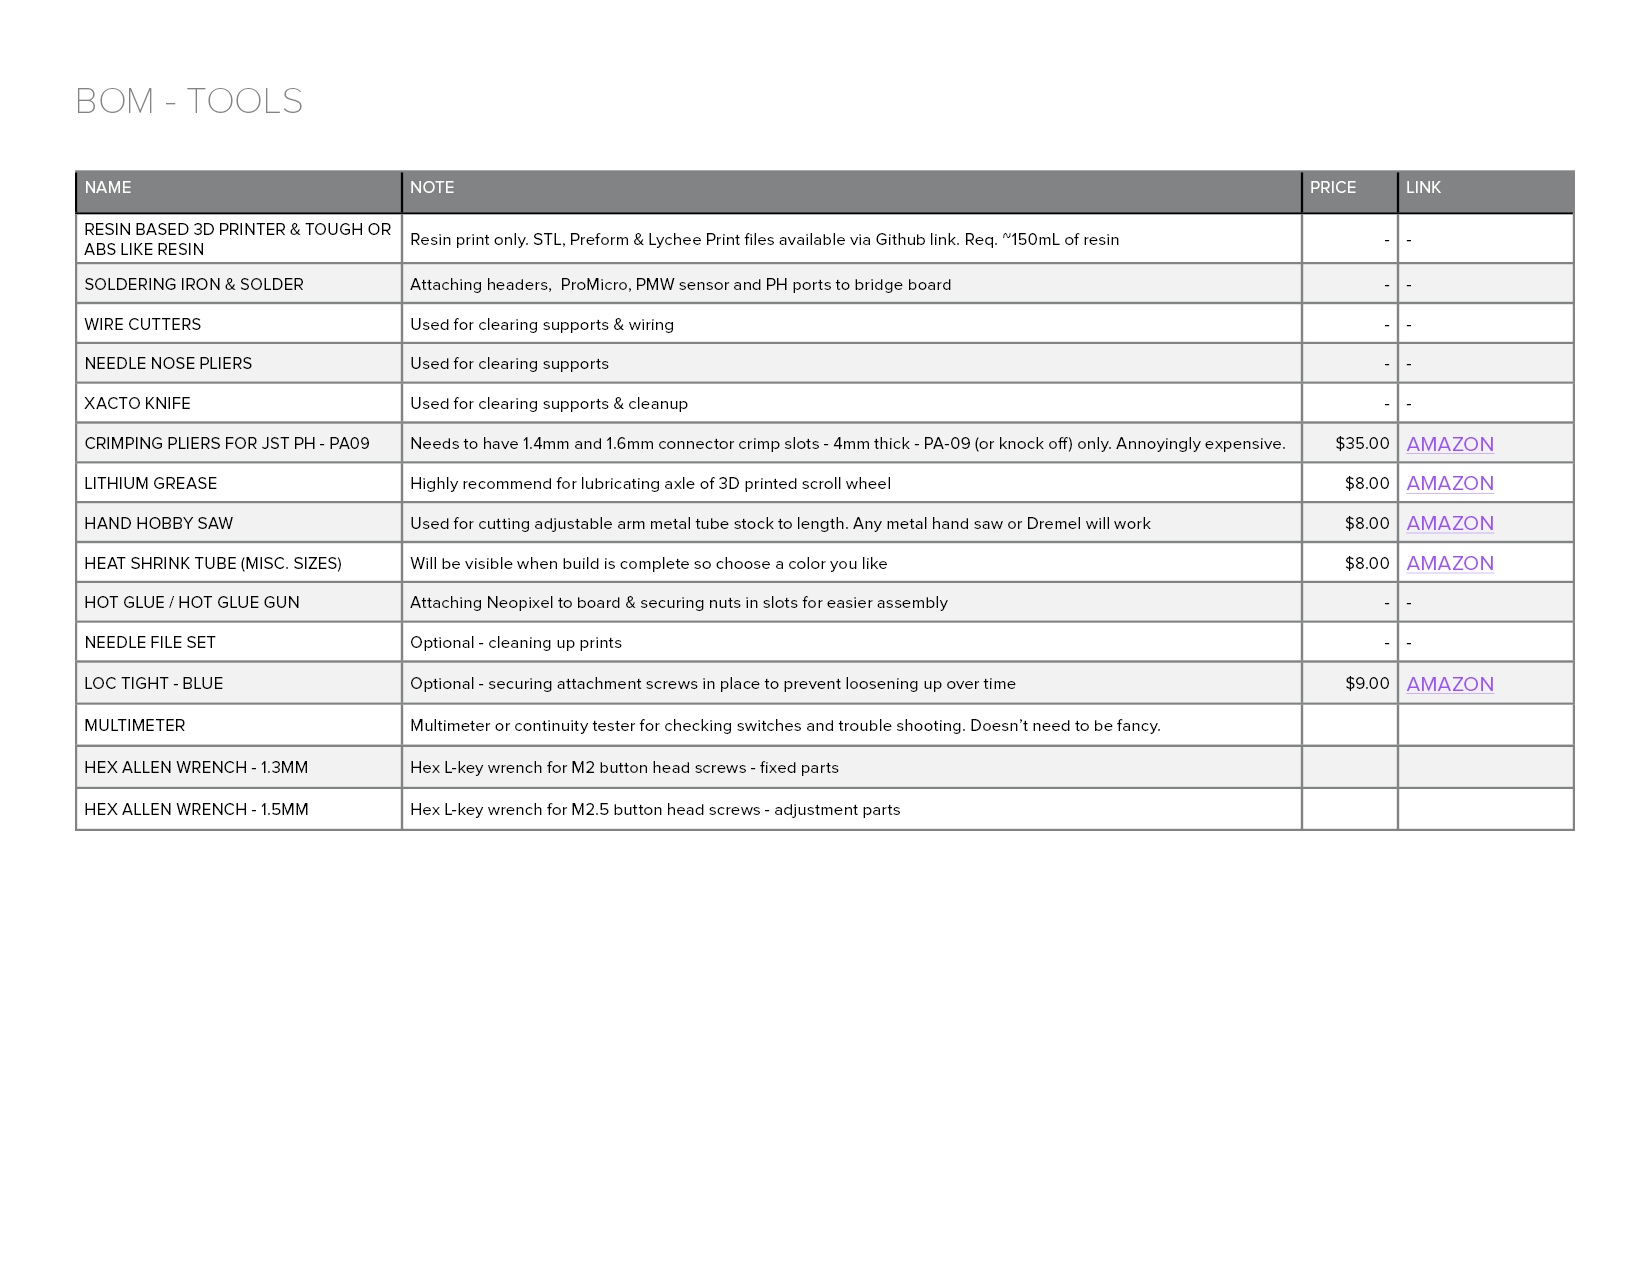 BOM - TOOLS
NAME NOTE PRICE LINK
RESIN BASED 3D PRINTER & TOUGH OR
ABS LIKE RESIN
Resin print only. STL, Preform & Lychee Print files available via Github link. Req. ~150mL of resin - -
SOLDERING IRON & SOLDER Attaching headers,  ProMicro, PMW sensor and PH ports to bridge board - -
WIRE CUTTERS Used for clearing supports & wiring - -
NEEDLE NOSE PLIERS Used for clearing supports - -
XACTO KNIFE Used for clearing supports & cleanup - -
CRIMPING PLIERS FOR JST PH - PA09 Needs to have 1.4mm and 1.6mm connector crimp slots - 4mm thick - PA-09 (or knock off) only. Annoyingly expensive. $35.00 AMAZON
LITHIUM GREASE Highly recommend for lubricating axle of 3D printed scroll wheel $8.00 AMAZON
HAND HOBBY SAW Used for cutting adjustable arm metal tube stock to length. Any metal hand saw or Dremel will work $8.00 AMAZON
HEAT SHRINK TUBE (MISC. SIZES) Will be visible when build is complete so choose a color you like $8.00 AMAZON
HOT GLUE / HOT GLUE GUN Attaching Neopixel to board & securing nuts in slots for easier assembly - -
NEEDLE FILE SET Optional - cleaning up prints - -
LOC TIGHT - BLUE Optional - securing attachment screws in place to prevent loosening up over time $9.00 AMAZON
MULTIMETER Multimeter or continuity tester for checking switches and trouble shooting. Doesn’t need to be fancy.
HEX ALLEN WRENCH - 1.3MM Hex L-key wrench for M2 button head screws - fixed parts
HEX ALLEN WRENCH - 1.5MM Hex L-key wrench for M2.5 button head screws - adjustment parts